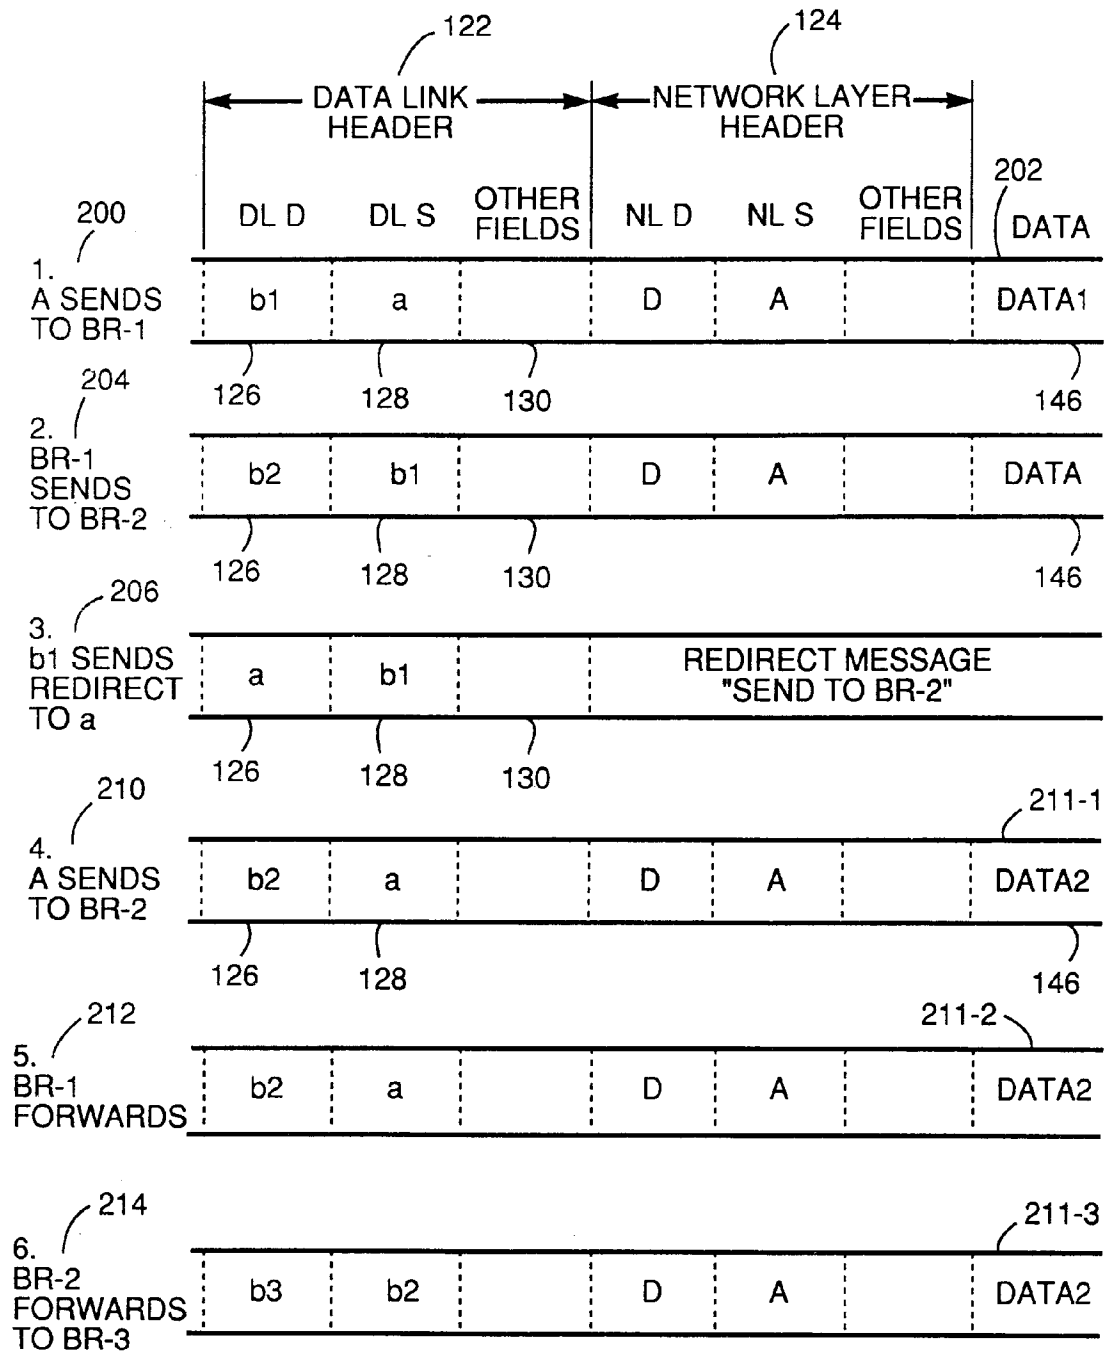 122
124
DATA LINK
HEADER
NETWORK LAYER
HEADER
202
200
DL D DL S OTHER
FIELDS NL D NL S OTHER
FIELDS DATA
1.
A SENDS
TO BR-1
b1 a D A DATA1
126 128 130 146
204
2.
BR-1
SENDS
TO BR-2
b2 b1 D A DATA
126 128 130 146
206
3.
b1 SENDS
REDIRECT
TO a
a b1 REDIRECT MESSAGE
"SEND TO BR-2"
126 128 130
210
211-1
4.
A SENDS
TO BR-2
b2 a D A DATA2
126 128 146
212
211-2
5.
BR-1
FORWARDS
b2 a D A DATA2
214
211-3
6.
BR-2
FORWARDS
TO BR-3
b3 b2 D A DATA2